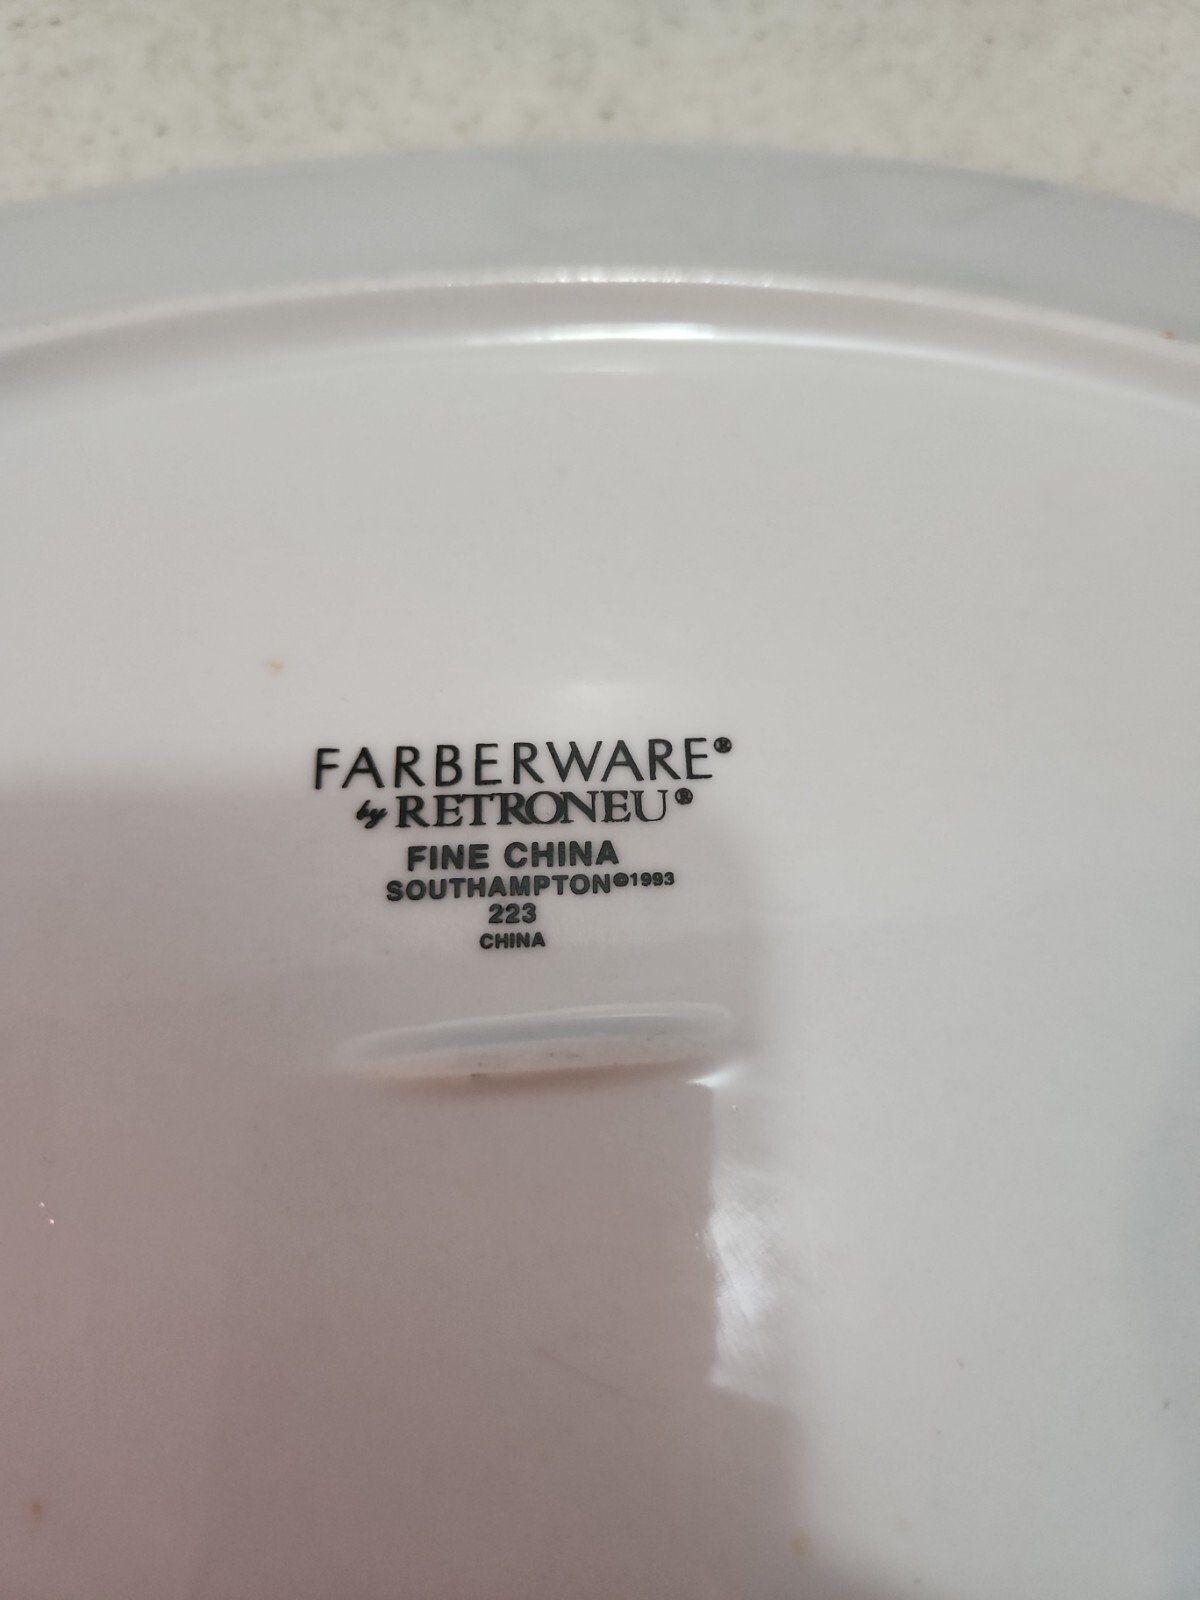 FARBERWARE®
by RETRONEU®
FINE CHINA
SOUTHAMPTON©1993
223
CHINA